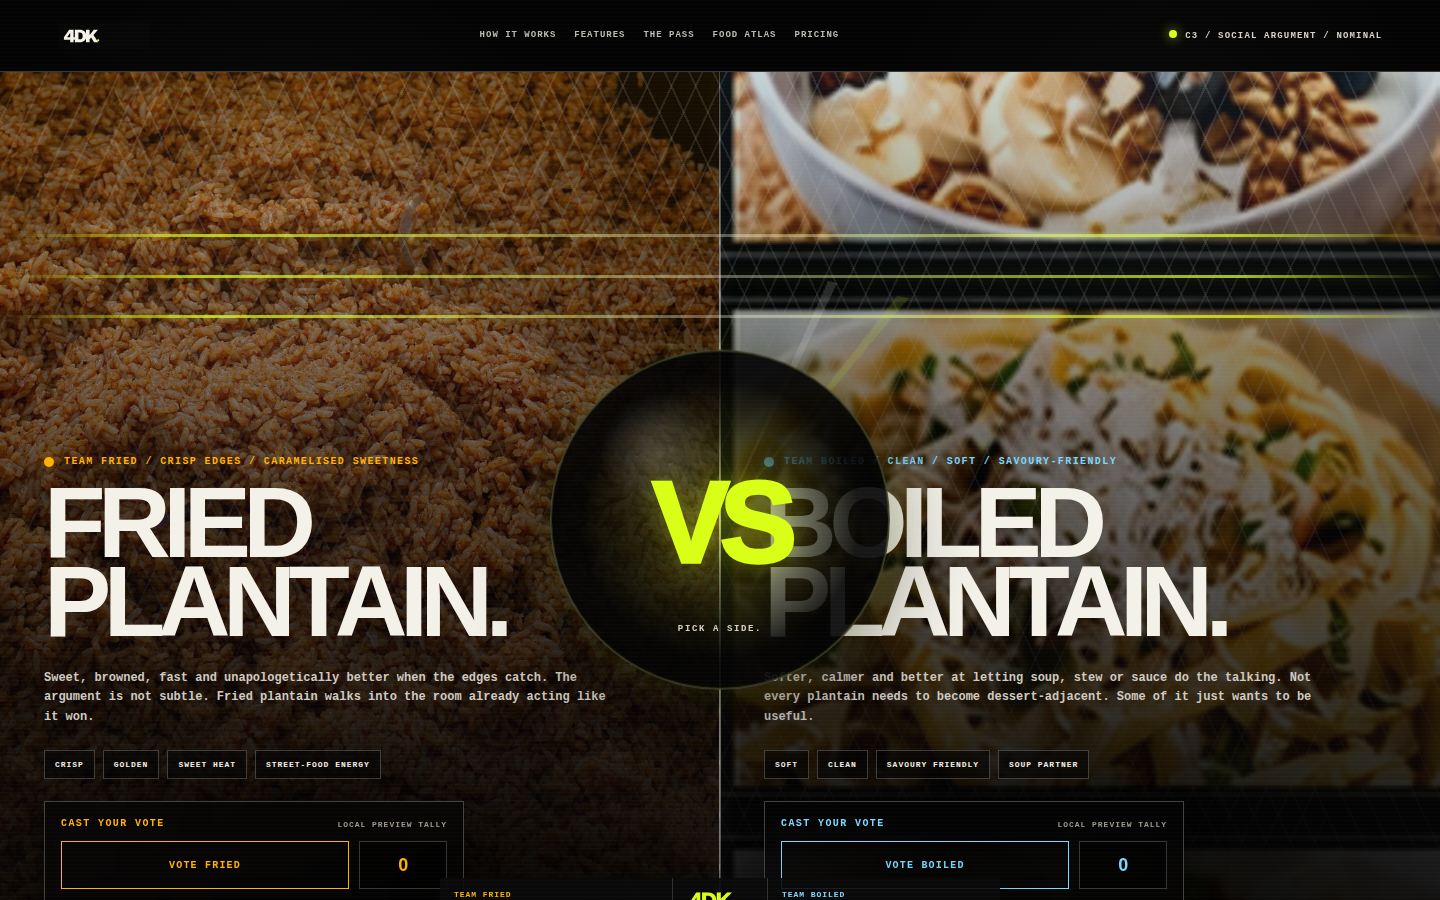 4DK.
HOW IT WORKS FEATURES THE PASS FOOD ATLAS PRICING
C3 / SOCIAL ARGUMENT / NOMINAL
TEAM FRIED / CRISP EDGES / CARAMELISED SWEETNESS
FRIED
PLANTAIN.
Sweet, browned, fast and unapologetically better when the edges catch. The
argument is not subtle. Fried plantain walks into the room already acting like
it won.
CRISP GOLDEN SWEET HEAT STREET-FOOD ENERGY
CAST YOUR VOTE LOCAL PREVIEW TALLY
VOTE FRIED 0
VS
PICK A SIDE.
TEAM BOILED / CLEAN / SOFT / SAVOURY-FRIENDLY
BOILED
PLANTAIN.
Softer, calmer and better at letting soup, stew or sauce do the talking. Not
every plantain needs to become dessert-adjacent. Some of it just wants to be
useful.
SOFT CLEAN SAVOURY FRIENDLY SOUP PARTNER
CAST YOUR VOTE LOCAL PREVIEW TALLY
VOTE BOILED 0
TEAM FRIED 4DK TEAM BOILED